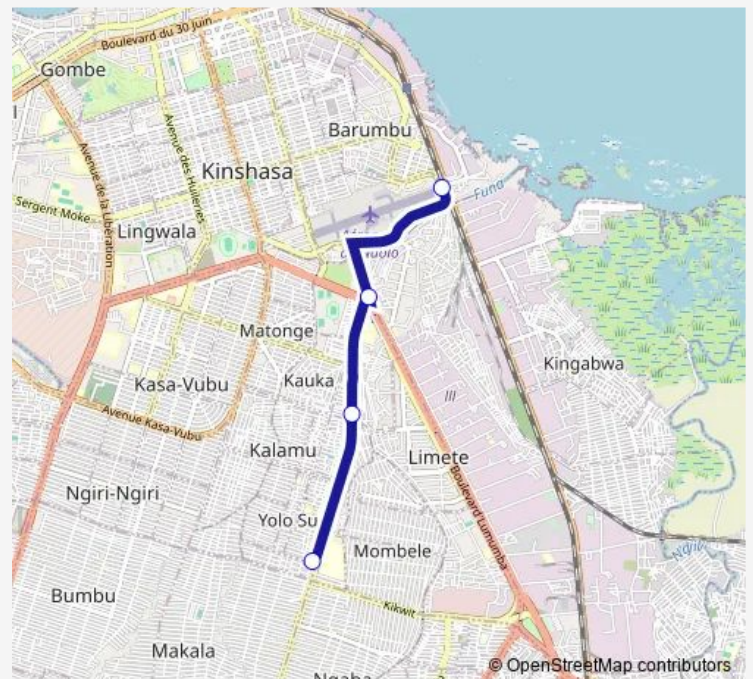 Boulevard du 30 Juin
Gombe
Barumbu
Avenue des Huileries
Avenue de la Libération
Kinshasa
Funa
Sergent Moke
Lingwala
Matonge
Kingabwa
Kasa-Vubu
Kauka
III
Avenue Kasa-Vubu
Kalamu
Limete
Boulevard Lumumba
Ngiri-Ngiri
Yolo Su
Mombele
Bumbu
Kikwit
Makala
© OpenStreetMap contributors